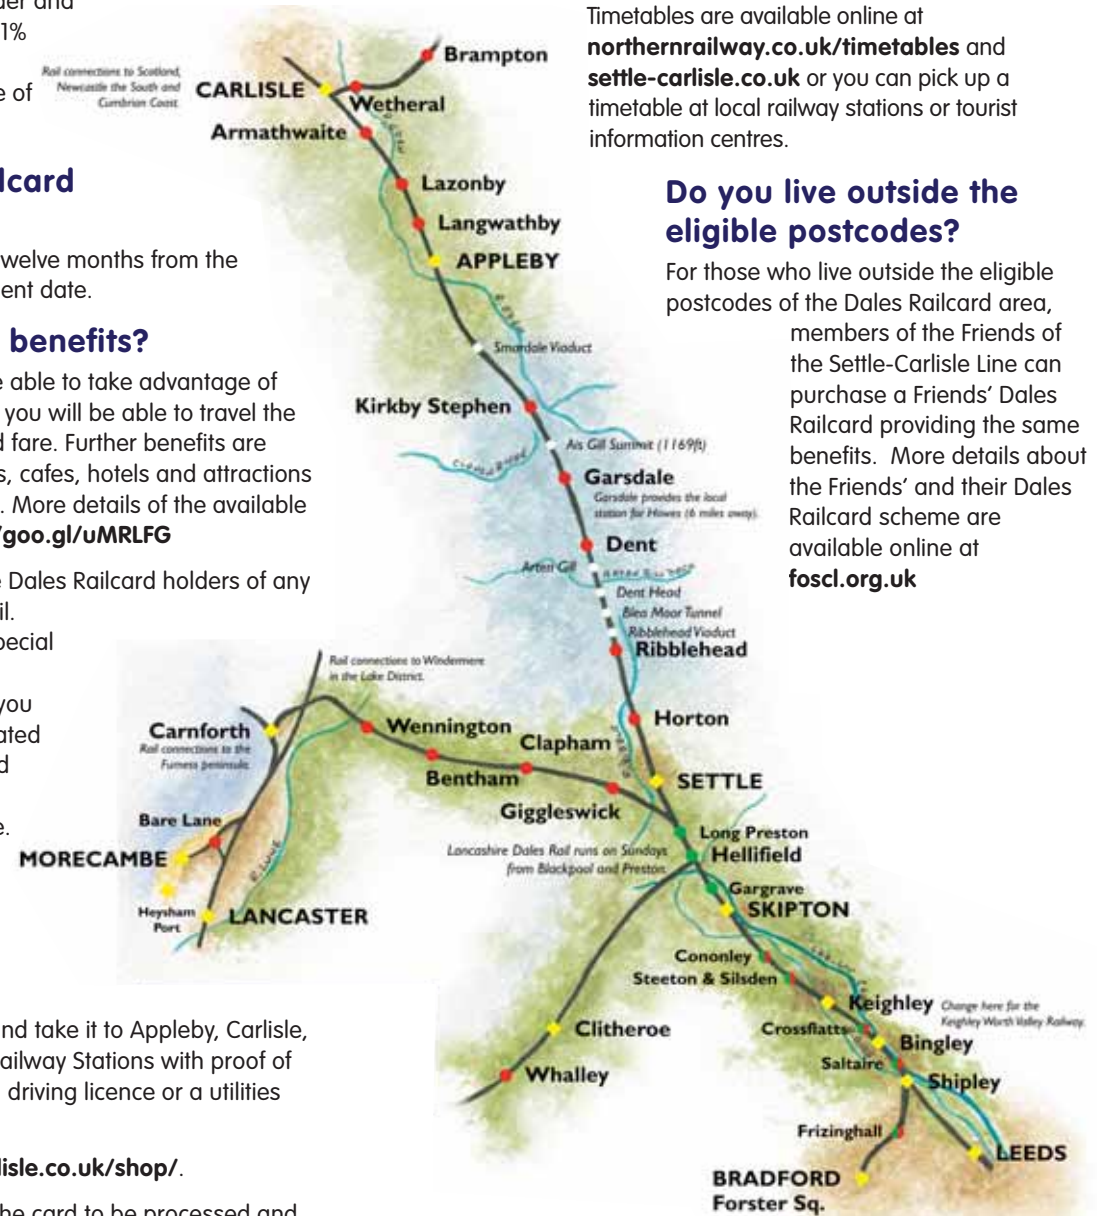 der and
1%
e of
lcard
welve months from the
ent date.
benefits?
e able to take advantage of
you will be able to travel the
d fare. Further benefits are
s, cafes, hotels and attractions
. More details of the available
/goo.gl/uMRLFG
e Dales Railcard holders of any
il.
pecial
you
ated
d
e.
nd take it to Appleby, Carlisle,
ailway Stations with proof of
driving licence or a utilities
lisle.co.uk/shop/.
he card to be processed and
Rail connections to Scotland,
Newcastle the South and
Cumbrian Coast.
CARLISLE
Brampton
Wetheral
Armathwaite
R. EDEN
Lazonby
Langwathby
APPLEBY
R. EDEN
Smardale Viaduct
Kirkby Stephen
Ais Gill Summit (1169ft)
Garsdale
Garsdale provides the local
station for Hawes (6 miles away).
Dent
Arten Gill
Dent Head
Blea Moor Tunnel
Ribblehead Viaduct
Ribblehead
Horton
SETTLE
Rail connections to Windermere
in the Lake District.
Carnforth
Rail connections to the
Furness peninsula.
Wennington
Bentham
Clapham
Giggleswick
Bare Lane
MORECAMBE
Heysham
Port
LANCASTER
R. LUNE
Long Preston
Lancashire Dales Rail runs on Sundays
from Blackpool and Preston.
Hellifield
Gargrave
SKIPTON
Cononley
Steeton & Silsden
Keighley
Change here for the
Keighley Worth Valley Railway.
Crossflatts
Bingley
Saltaire
Shipley
Clitheroe
Whalley
Frizinghall
LEEDS
BRADFORD
Forster Sq.
Timetables are available online at
northernrailway.co.uk/timetables and
settle-carlisle.co.uk or you can pick up a
timetable at local railway stations or tourist
information centres.
Do you live outside the
eligible postcodes?
For those who live outside the eligible
postcodes of the Dales Railcard area,
members of the Friends of
the Settle-Carlisle Line can
purchase a Friends' Dales
Railcard providing the same
benefits. More details about
the Friends' and their Dales
Railcard scheme are
available online at
foscl.org.uk